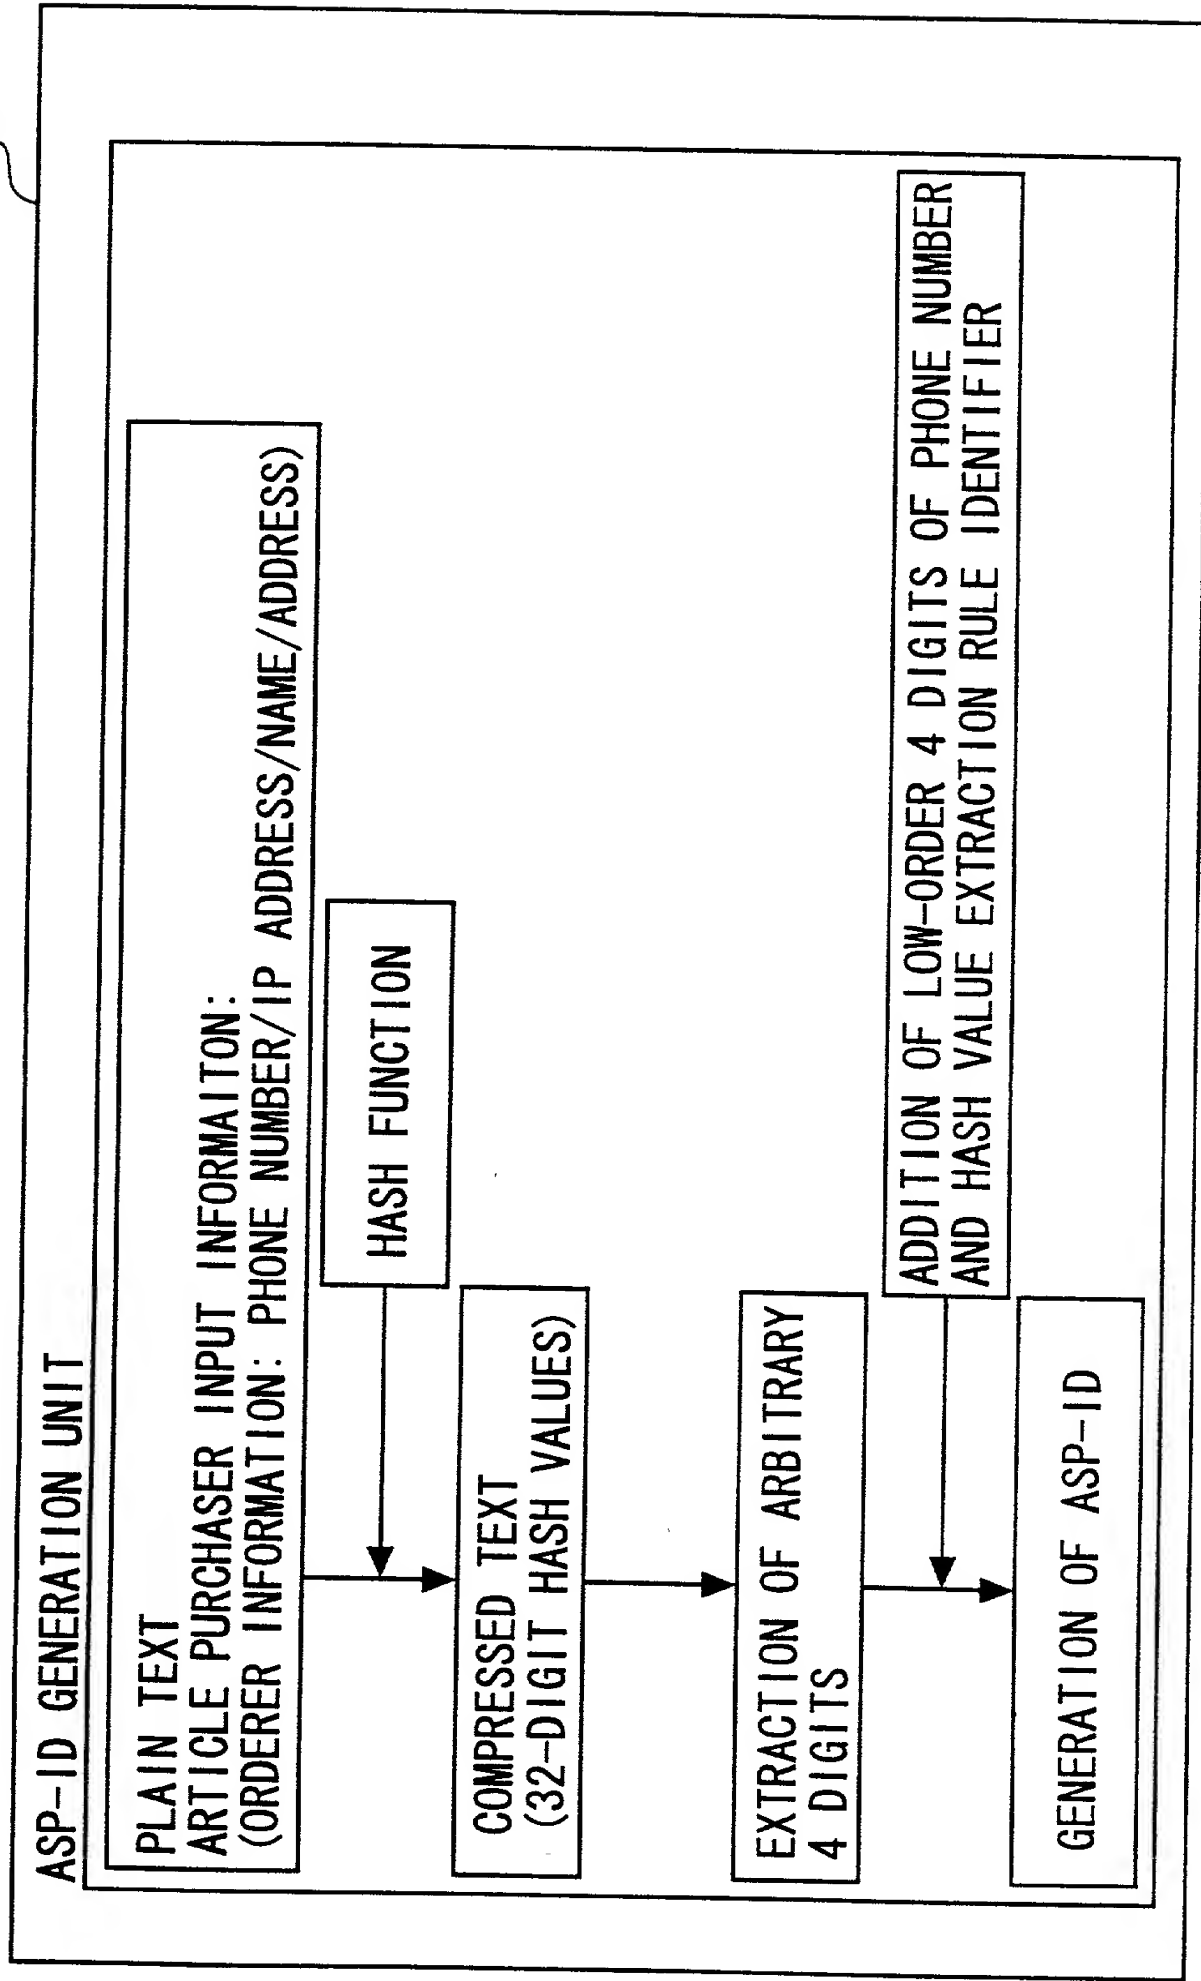 ASP-ID GENERATION UNIT
PLAIN TEXT
ARTICLE PURCHASER INPUT INFORMAITON:
(ORDERER INFORMATION: PHONE NUMBER/IP ADDRESS/NAME/ADDRESS)
HASH FUNCTION
COMPRESSED TEXT
(32-DIGIT HASH VALUES)
EXTRACTION OF ARBITRARY
4 DIGITS
ADDITION OF LOW-ORDER 4 DIGITS OF PHONE NUMBER
AND HASH VALUE EXTRACTION RULE IDENTIFIER
GENERATION OF ASP-ID